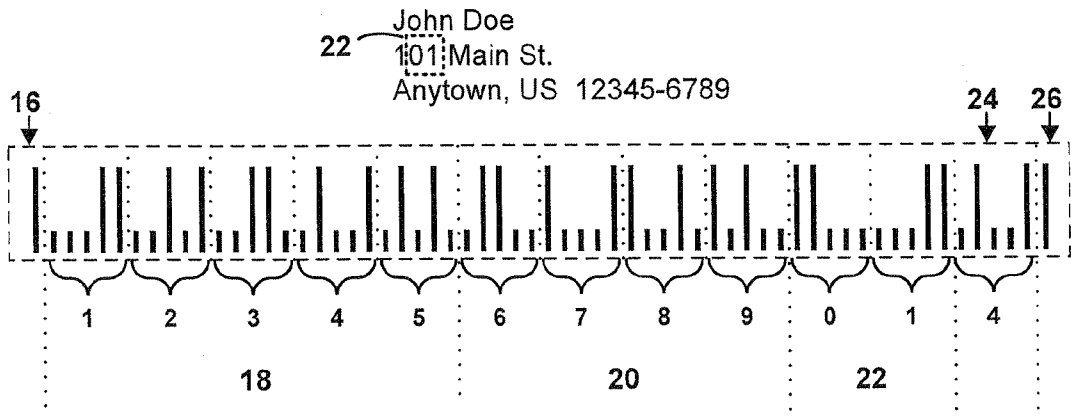 John Doe
22 101 Main St.
Anytown, US 12345-6789
16 24 26
1 2 3 4 5 6 7 8 9 0 1 4
18 20 22